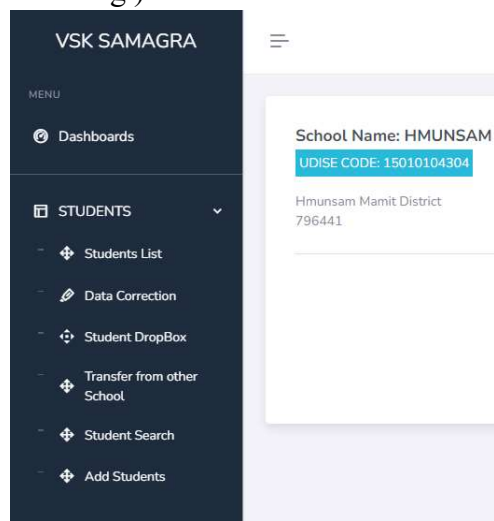 VSK SAMAGRA
MENU
Dashboards
STUDENTS
Students List
Data Correction
Student DropBox
Transfer from other
School
Student Search
Add Students
School Name: HMUNSAM
UDISE CODE: 15010104304
Hmunsam Mamit District
796441